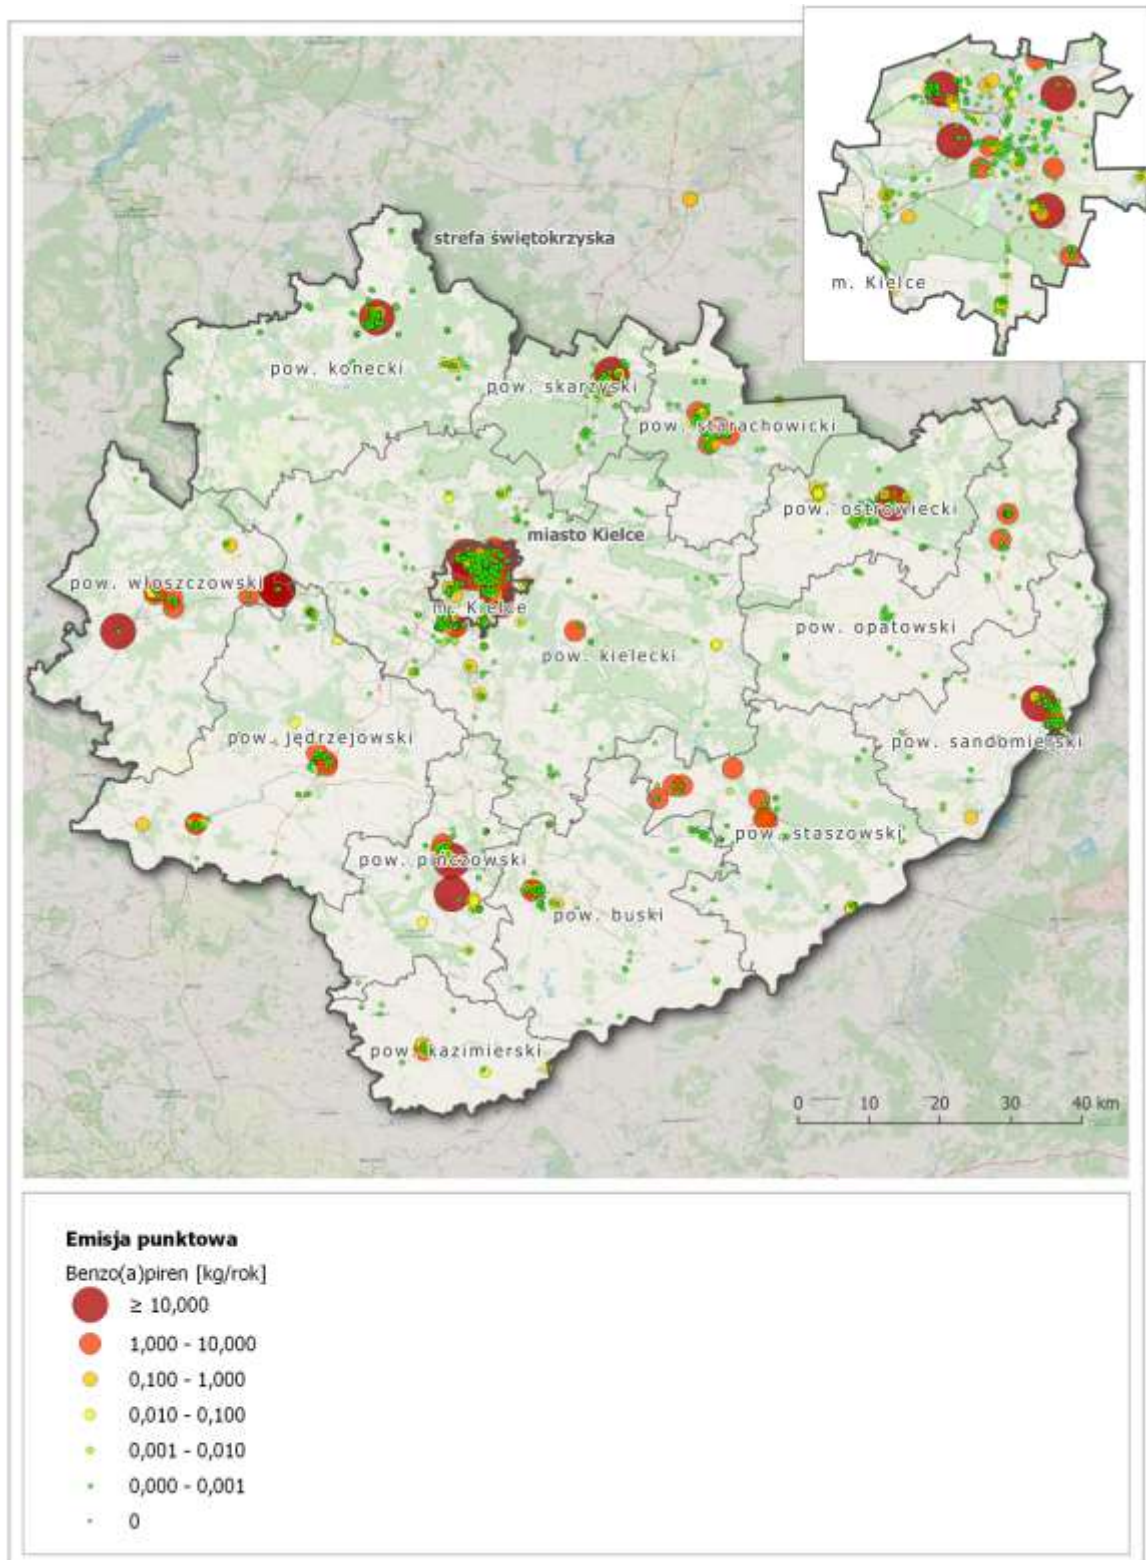 m. Kielce
strefa świętokrzyska
pow. konecki
pow. skarżyski
pow. starachowicki
pow. ostrowiecki
miasto Kielce
pow. włoszczowski
m. Kielce
pow. opatowski
pow. kielecki
pow. jędrzejowski
pow. sandomierski
pow. staszowski
pow. pińczowski
pow. buski
pow. kazimierski
0 10 20 30 40 km
Emisja punktowa
Benzo(a)piren [kg/rok]
≥ 10,000
1,000 - 10,000
0,100 - 1,000
0,010 - 0,100
0,001 - 0,010
0,000 - 0,001
0